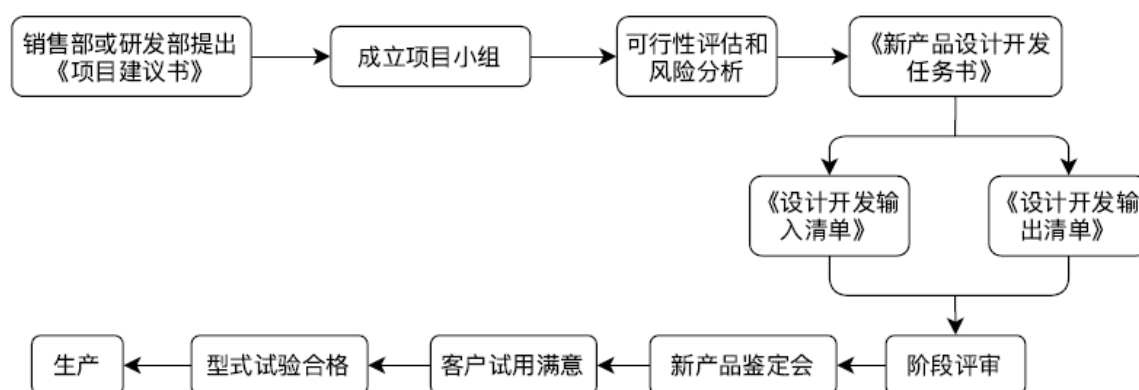 销售部或研发部提出
《项目建议书》
成立项目小组
可行性评估和
风险分析
《新产品设计开发
任务书》
《设计开发输
入清单》
《设计开发输
出清单》
阶段评审
新产品鉴定会
客户试用满意
型式试验合格
生产